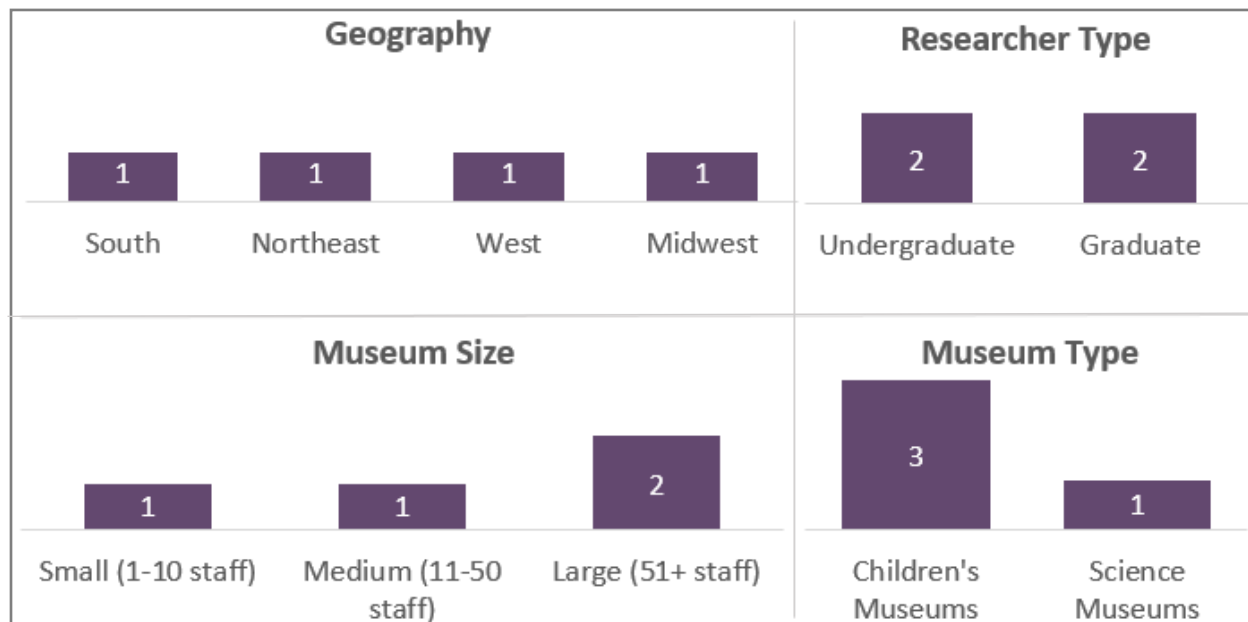 Geography
1
1
1
1
South
Northeast
West
Midwest
Researcher Type
2
2
Undergraduate
Graduate
Museum Size
1
1
2
Small (1-10 staff)
Medium (11-50
staff)
Large (51+ staff)
Museum Type
3
1
Children's
Museums
Science
Museums